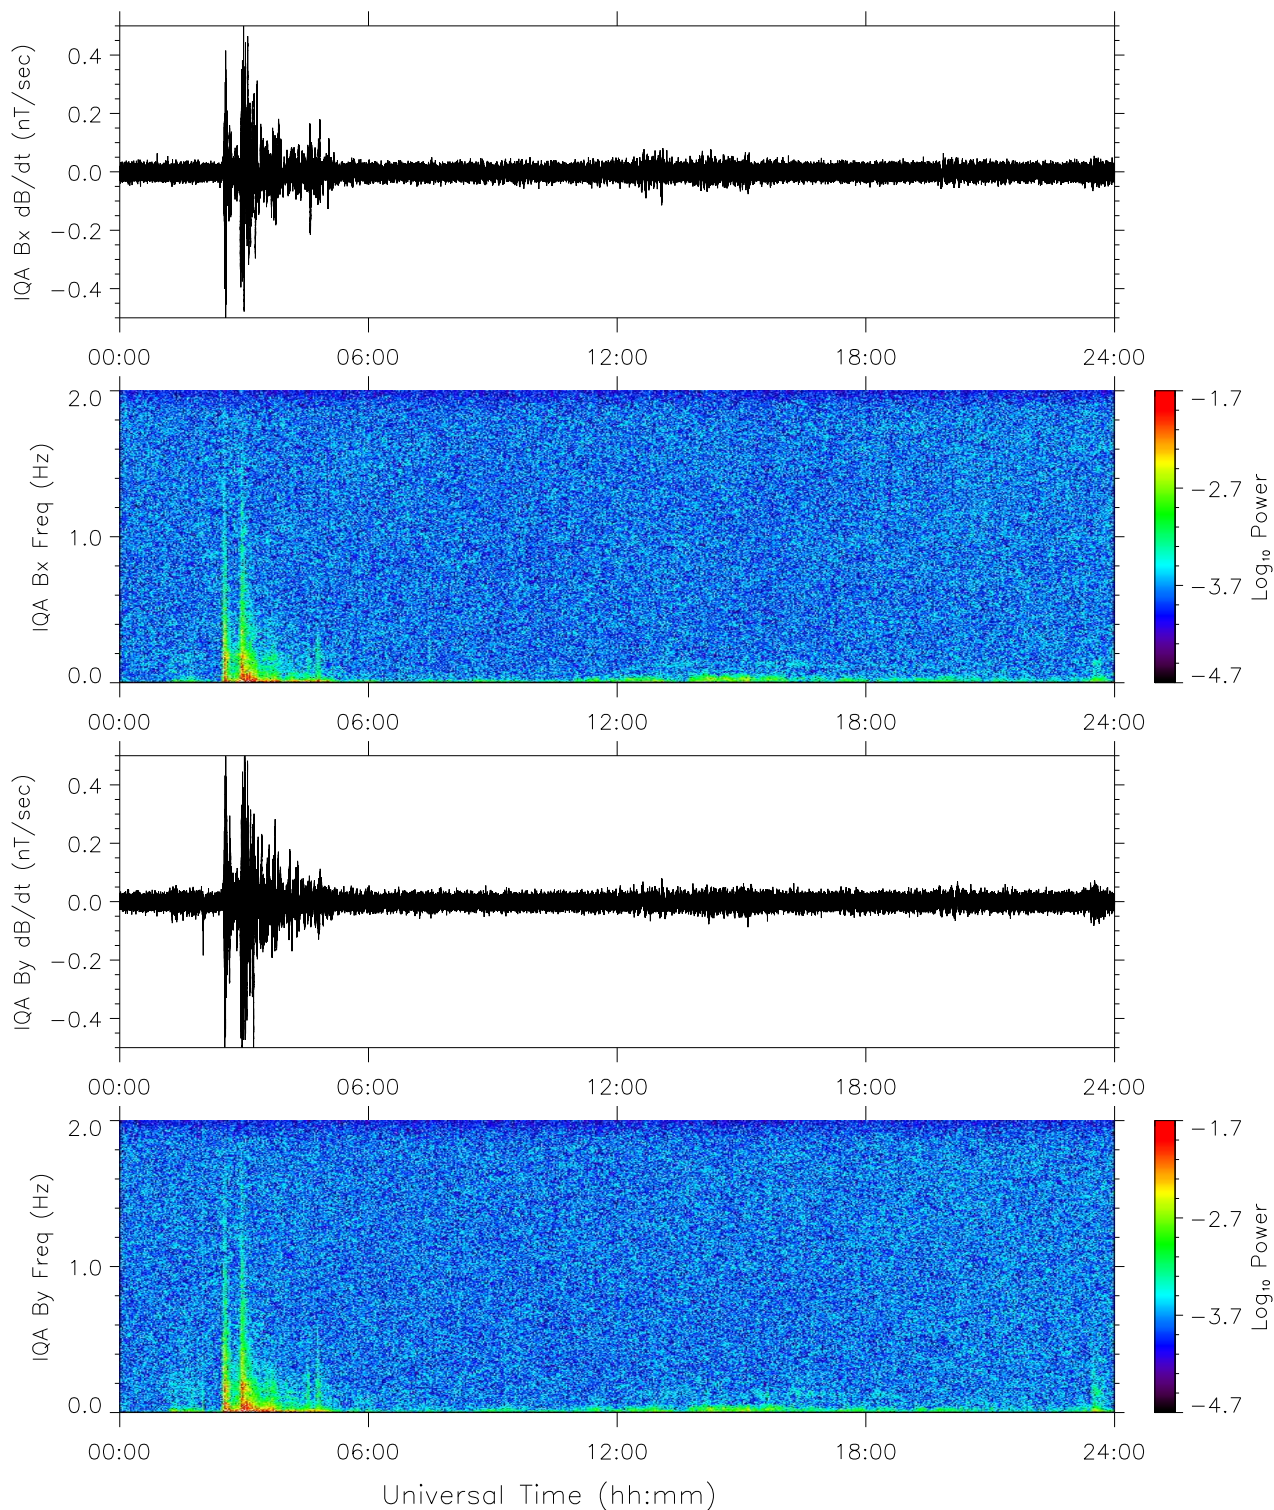 IQA Bx dB/dt (nT/sec)
0.4
0.2
0.0
−0.2
−0.4
00:00 06:00 12:00 18:00 24:00
IQA Bx Freq (Hz)
2.0
1.0
0.0
−1.7
−2.7
−3.7
−4.7
Log₁₀ Power
00:00 06:00 12:00 18:00 24:00
IQA By dB/dt (nT/sec)
0.4
0.2
0.0
−0.2
−0.4
00:00 06:00 12:00 18:00 24:00
IQA By Freq (Hz)
2.0
1.0
0.0
−1.7
−2.7
−3.7
−4.7
Log₁₀ Power
00:00 06:00 12:00 18:00 24:00
Universal Time (hh:mm)